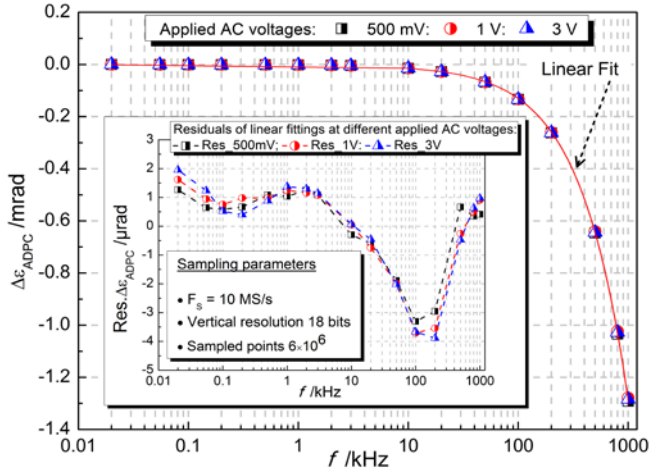 Applied AC voltages: 500 mV: 1 V: 3 V
0.2
0.0
-0.2
-0.4
-0.6
-0.8
-1.0
-1.2
-1.4
Δε_ADPC /mrad
Linear Fit
Residuals of linear fittings at different applied AC voltages:
Res_500mV; Res_1V; Res_3V
4
3
2
1
0
-1
-2
-3
-4
-5
Res.Δε_ADPC /µrad
Sampling parameters
• F_S = 10 MS/s
• Vertical resolution 18 bits
• Sampled points 6×10^6
0.01 0.1 1 10 100 1000
f /kHz
0.01 0.1 1 10 100 1000
f /kHz